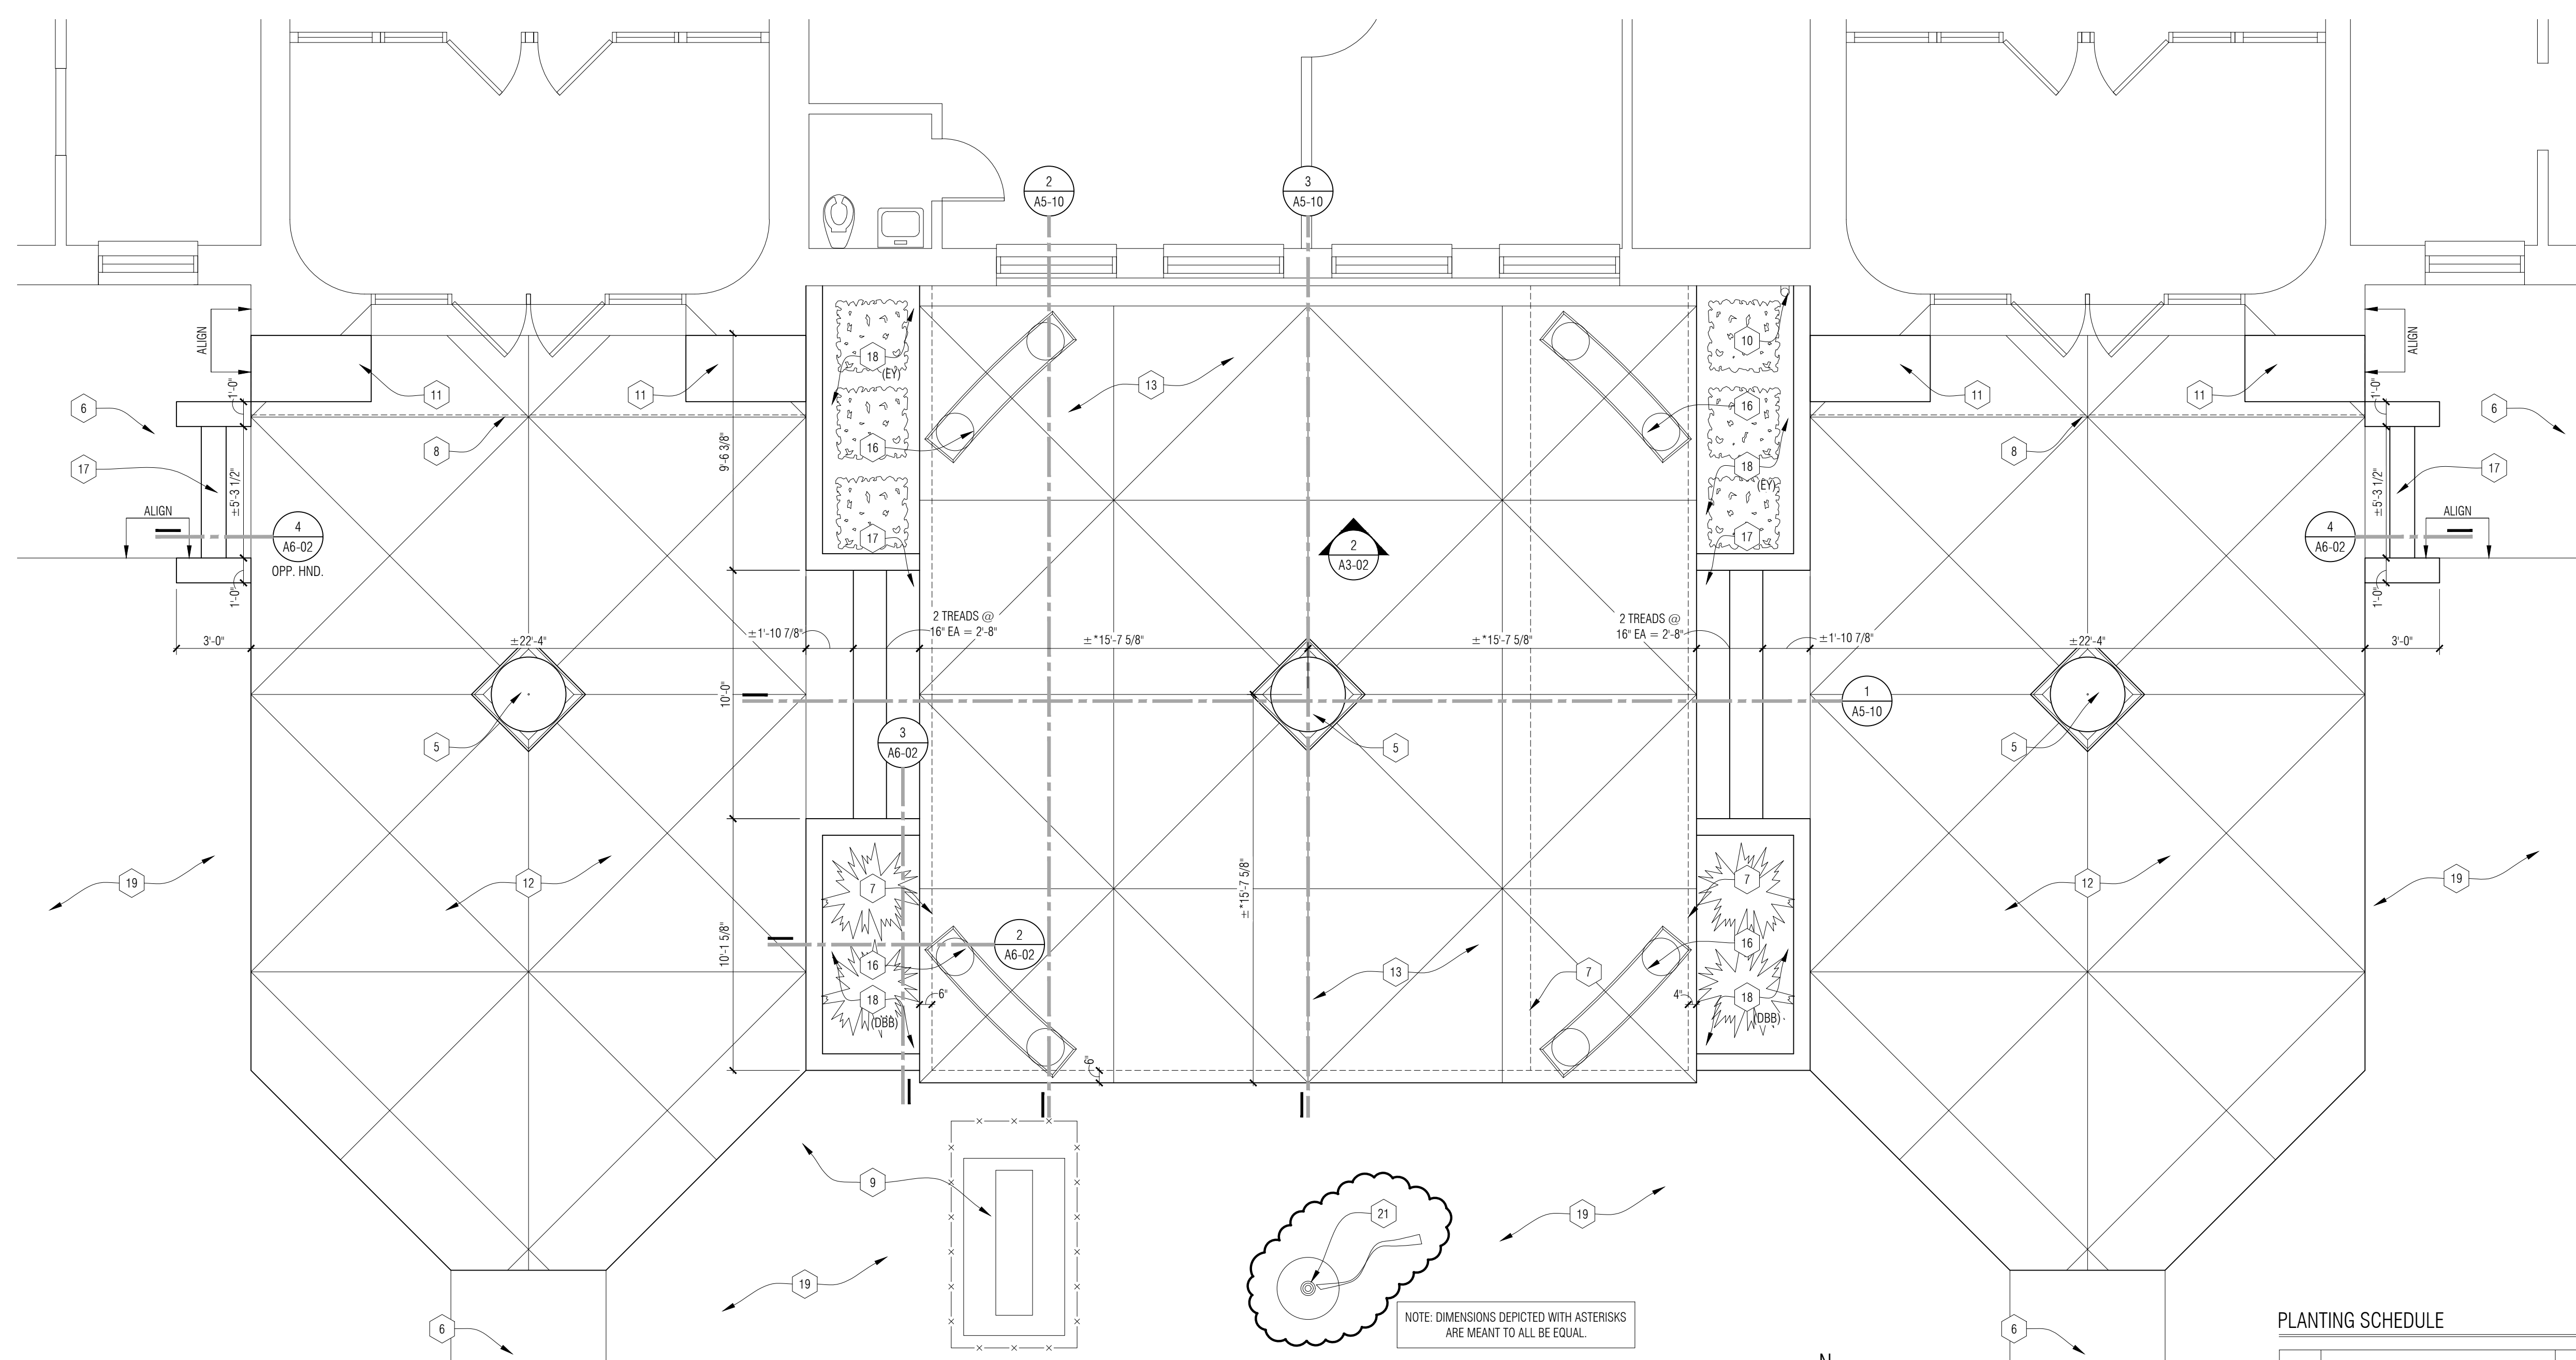 2
A5-10
3
A5-10
ALIGN
ALIGN
18
(EY)
10
13
11
11
11
11
1'-0"
1'-0"
6
16
16
6
8
9'-6 3/8"
8
17
18
(EY)
17
±5'-3 1/2"
±5'-3 1/2"
ALIGN
ALIGN
4
A6-02
OPP. HND.
17
17
4
A6-02
2
A3-02
1'-0"
1'-0"
2 TREADS @
16" EA = 2'-8"
2 TREADS @
16" EA = 2'-8"
3'-0"
±22'-4"
±1'-10 7/8"
±*15'-7 5/8"
±*15'-7 5/8"
±1'-10 7/8"
±22'-4"
3'-0"
10'-0"
1
A5-10
3
A6-02
5
5
5
19
12
7
±*15'-7 5/8"
7
12
19
10'-1 5/8"
2
A6-02
16
16
13
7
18
(DBB)
6"
4"
18
(DBB)
6"
9
21
19
19
NOTE: DIMENSIONS DEPICTED WITH ASTERISKS
ARE MEANT TO ALL BE EQUAL.
6
6
PLANTING SCHEDULE
N